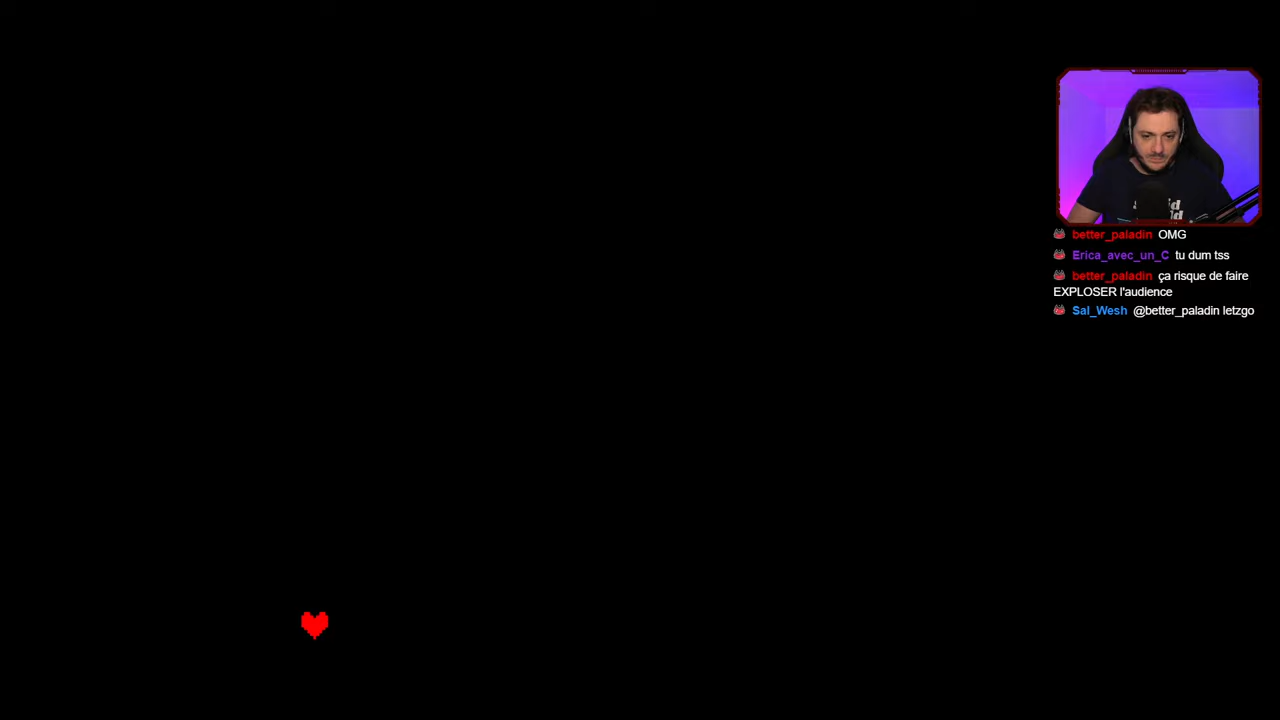 better_paladin OMG
Erica_avec_un_C tu dum tss
better_paladin ça risque de faire
EXPLOSER l'audience
Sal_Wesh @better_paladin letzgo